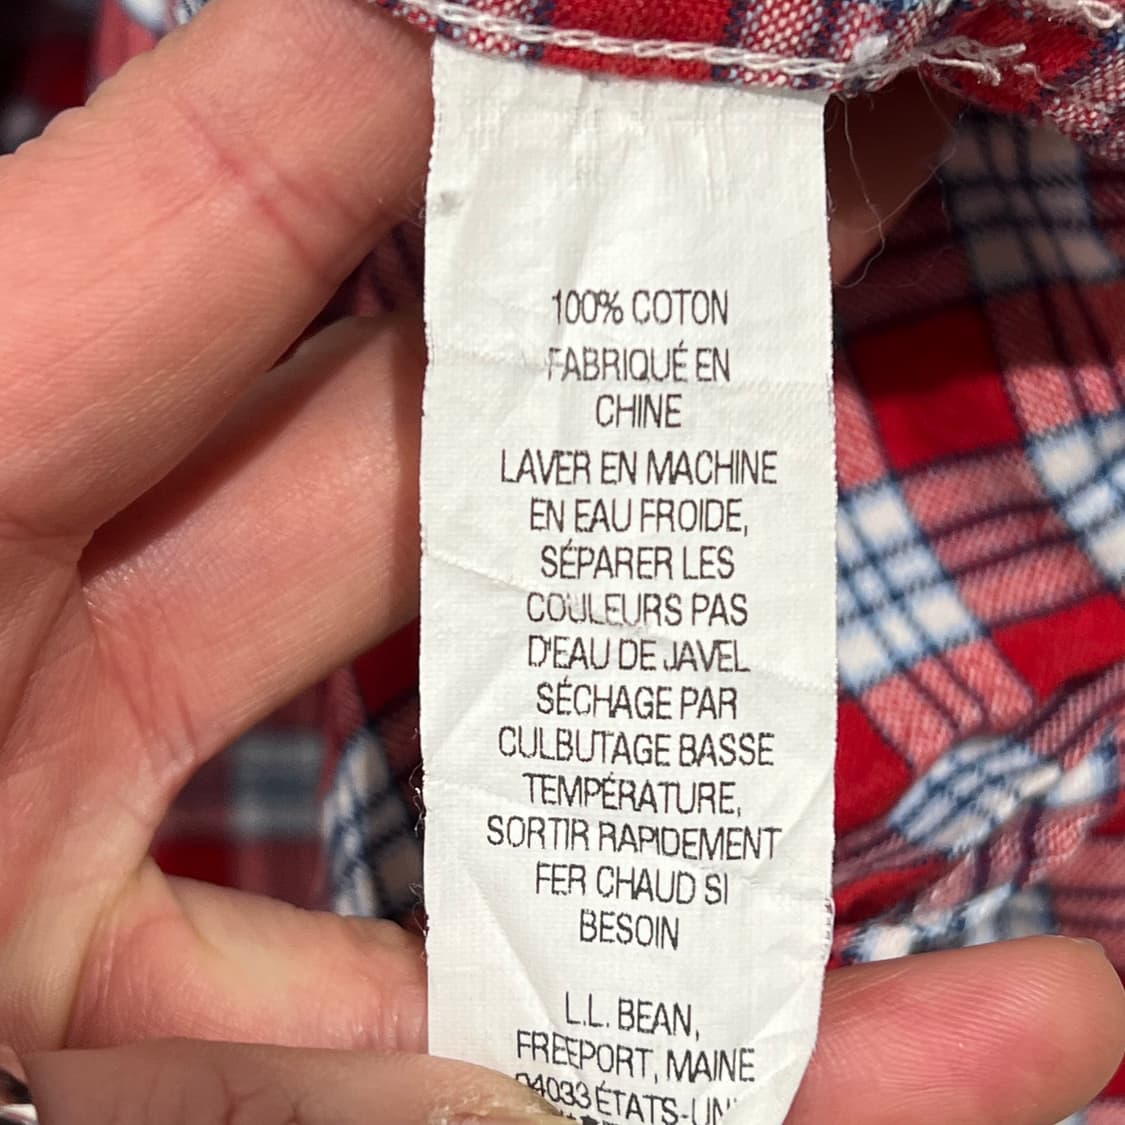 100% COTON
FABRIQUÉ EN
CHINE
LAVER EN MACHINE
EN EAU FROIDE,
SÉPARER LES
COULEURS PAS
D'EAU DE JAVEL
SÉCHAGE PAR
CULBUTAGE BASSE
TEMPÉRATURE,
SORTIR RAPIDEMENT
FER CHAUD SI
BESOIN
L.L. BEAN,
FREEPORT, MAINE
04033 ÉTATS-UN